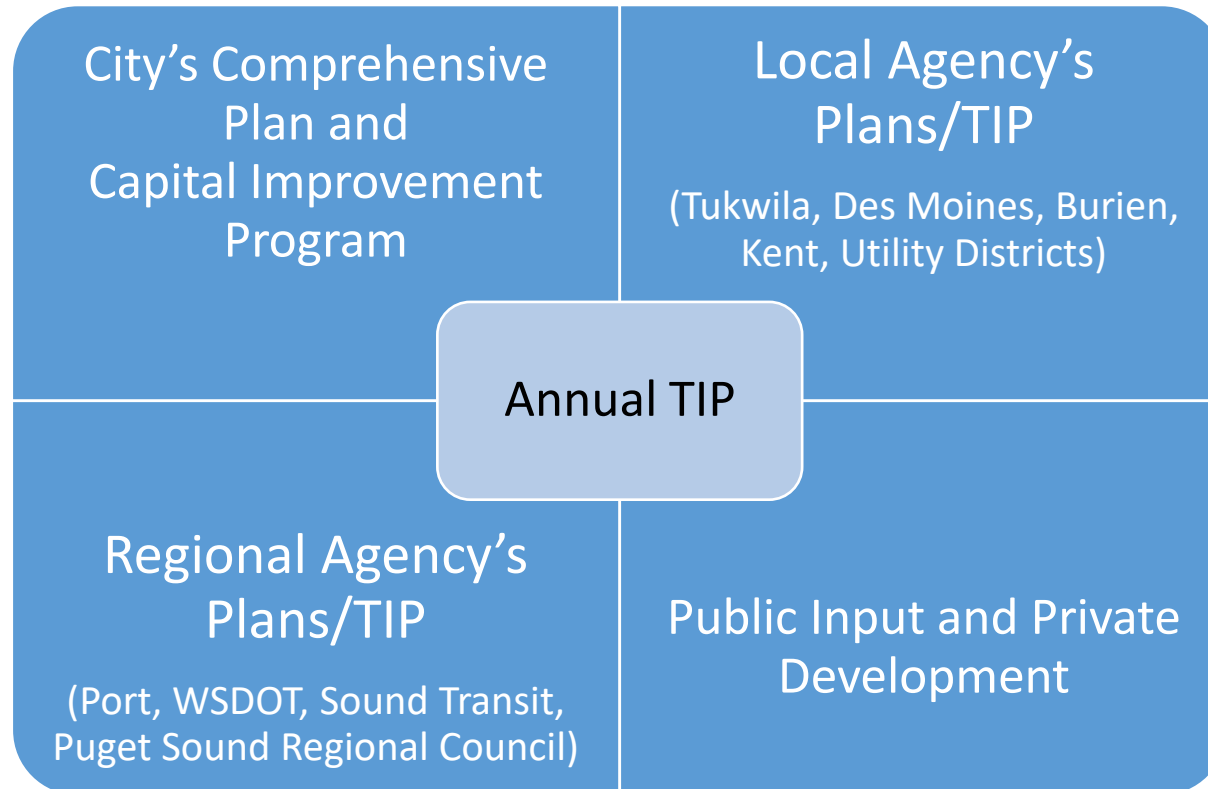 City’s Comprehensive
Plan and
Capital Improvement
Program
Local Agency’s
Plans/TIP
(Tukwila, Des Moines, Burien,
Kent, Utility Districts)
Annual TIP
Regional Agency’s
Plans/TIP
(Port, WSDOT, Sound Transit,
Puget Sound Regional Council)
Public Input and Private
Development